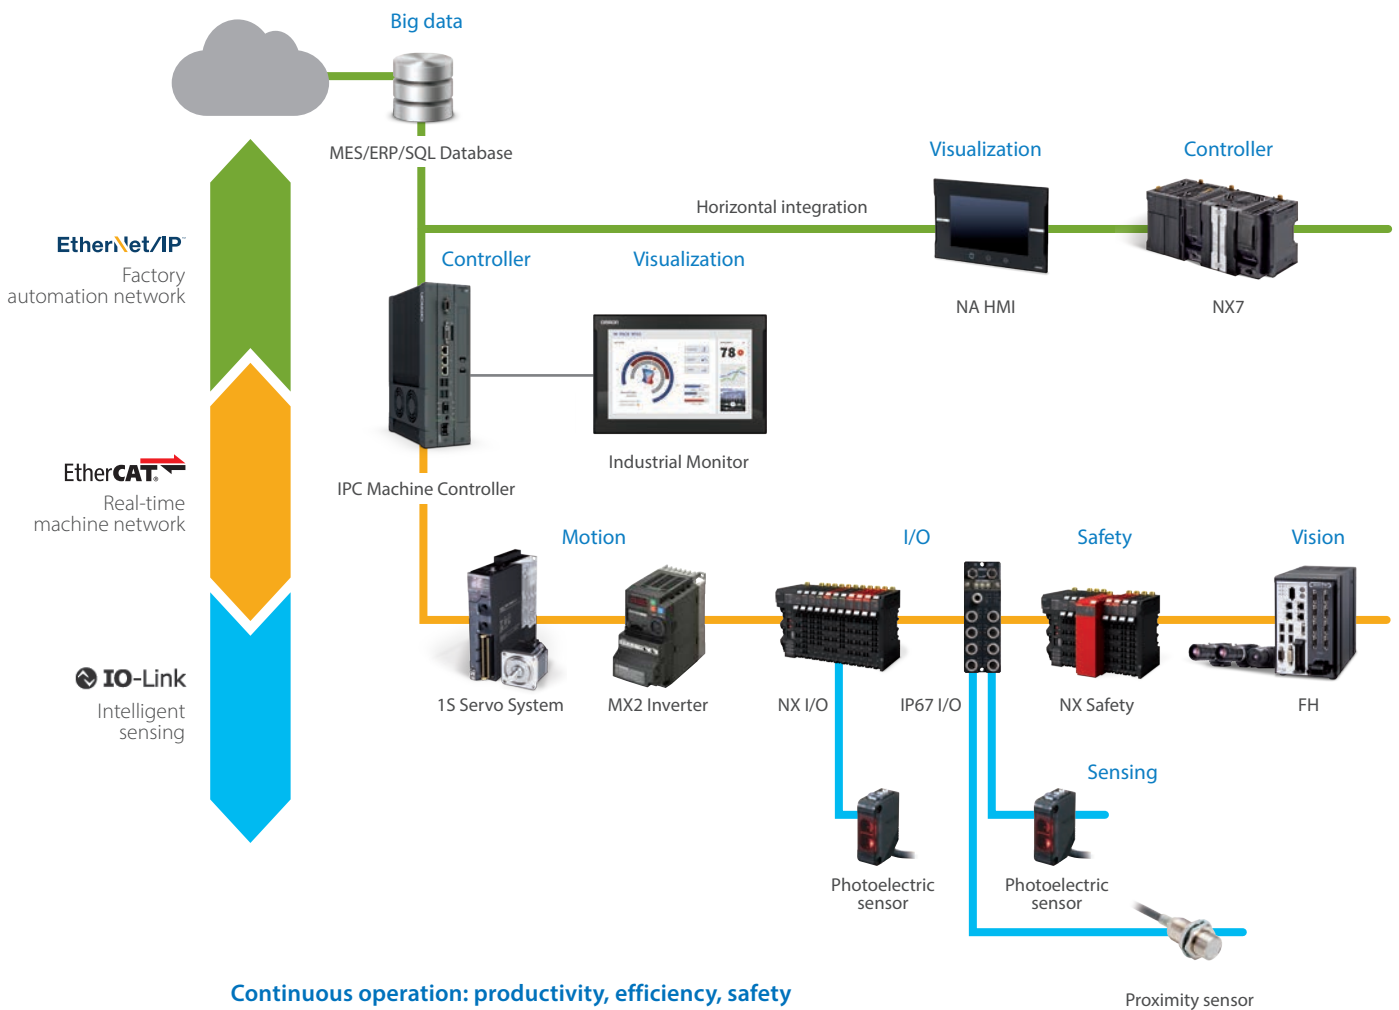 Big data
MES/ERP/SQL Database
Visualization
Controller
Horizontal integration
NA HMI
NX7
EtherNet/IP™
Factory
automation network
Controller
Visualization
OMRON
78
Industrial Monitor
IPC Machine Controller
EtherCAT®
Real-time
machine network
Motion
I/O
Safety
Vision
1S Servo System
MX2 Inverter
NX I/O
IP67 I/O
NX Safety
FH
IO-Link
Intelligent
sensing
Sensing
Photoelectric
sensor
Photoelectric
sensor
Proximity sensor
Continuous operation: productivity, efficiency, safety